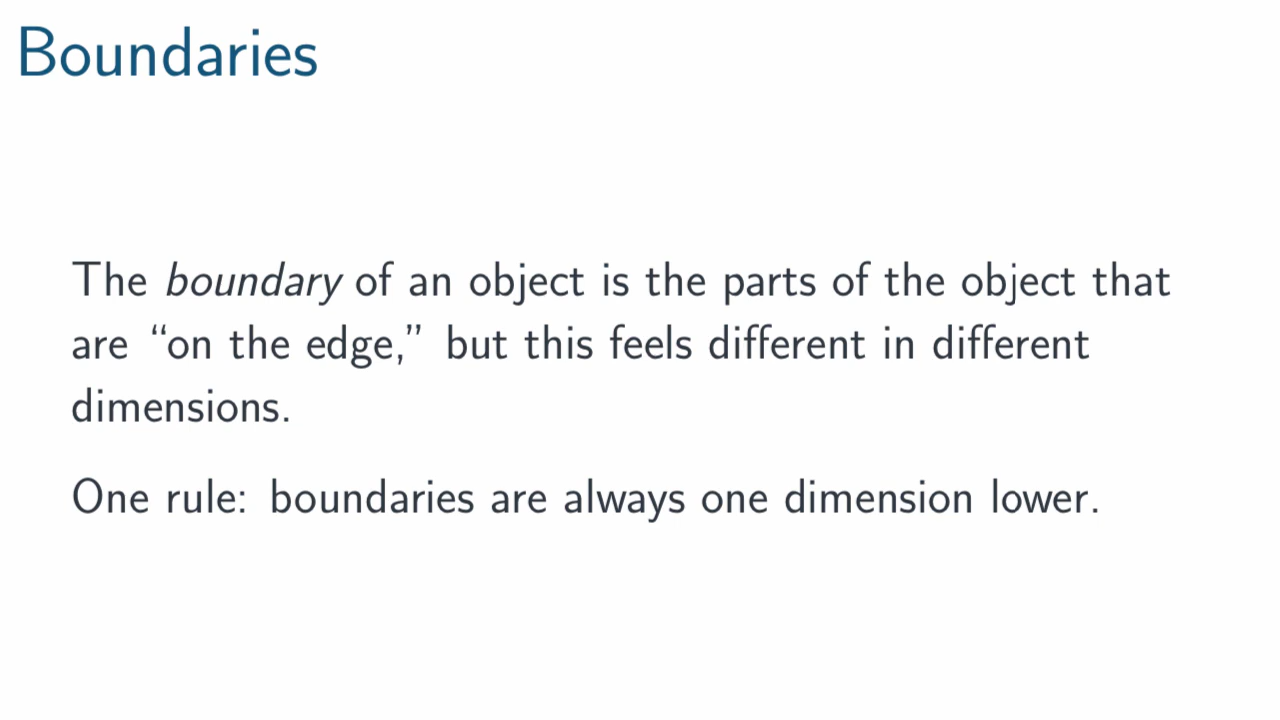 Boundaries
The boundary of an object is the parts of the object that
are “on the edge,” but this feels different in different
dimensions.
One rule: boundaries are always one dimension lower.